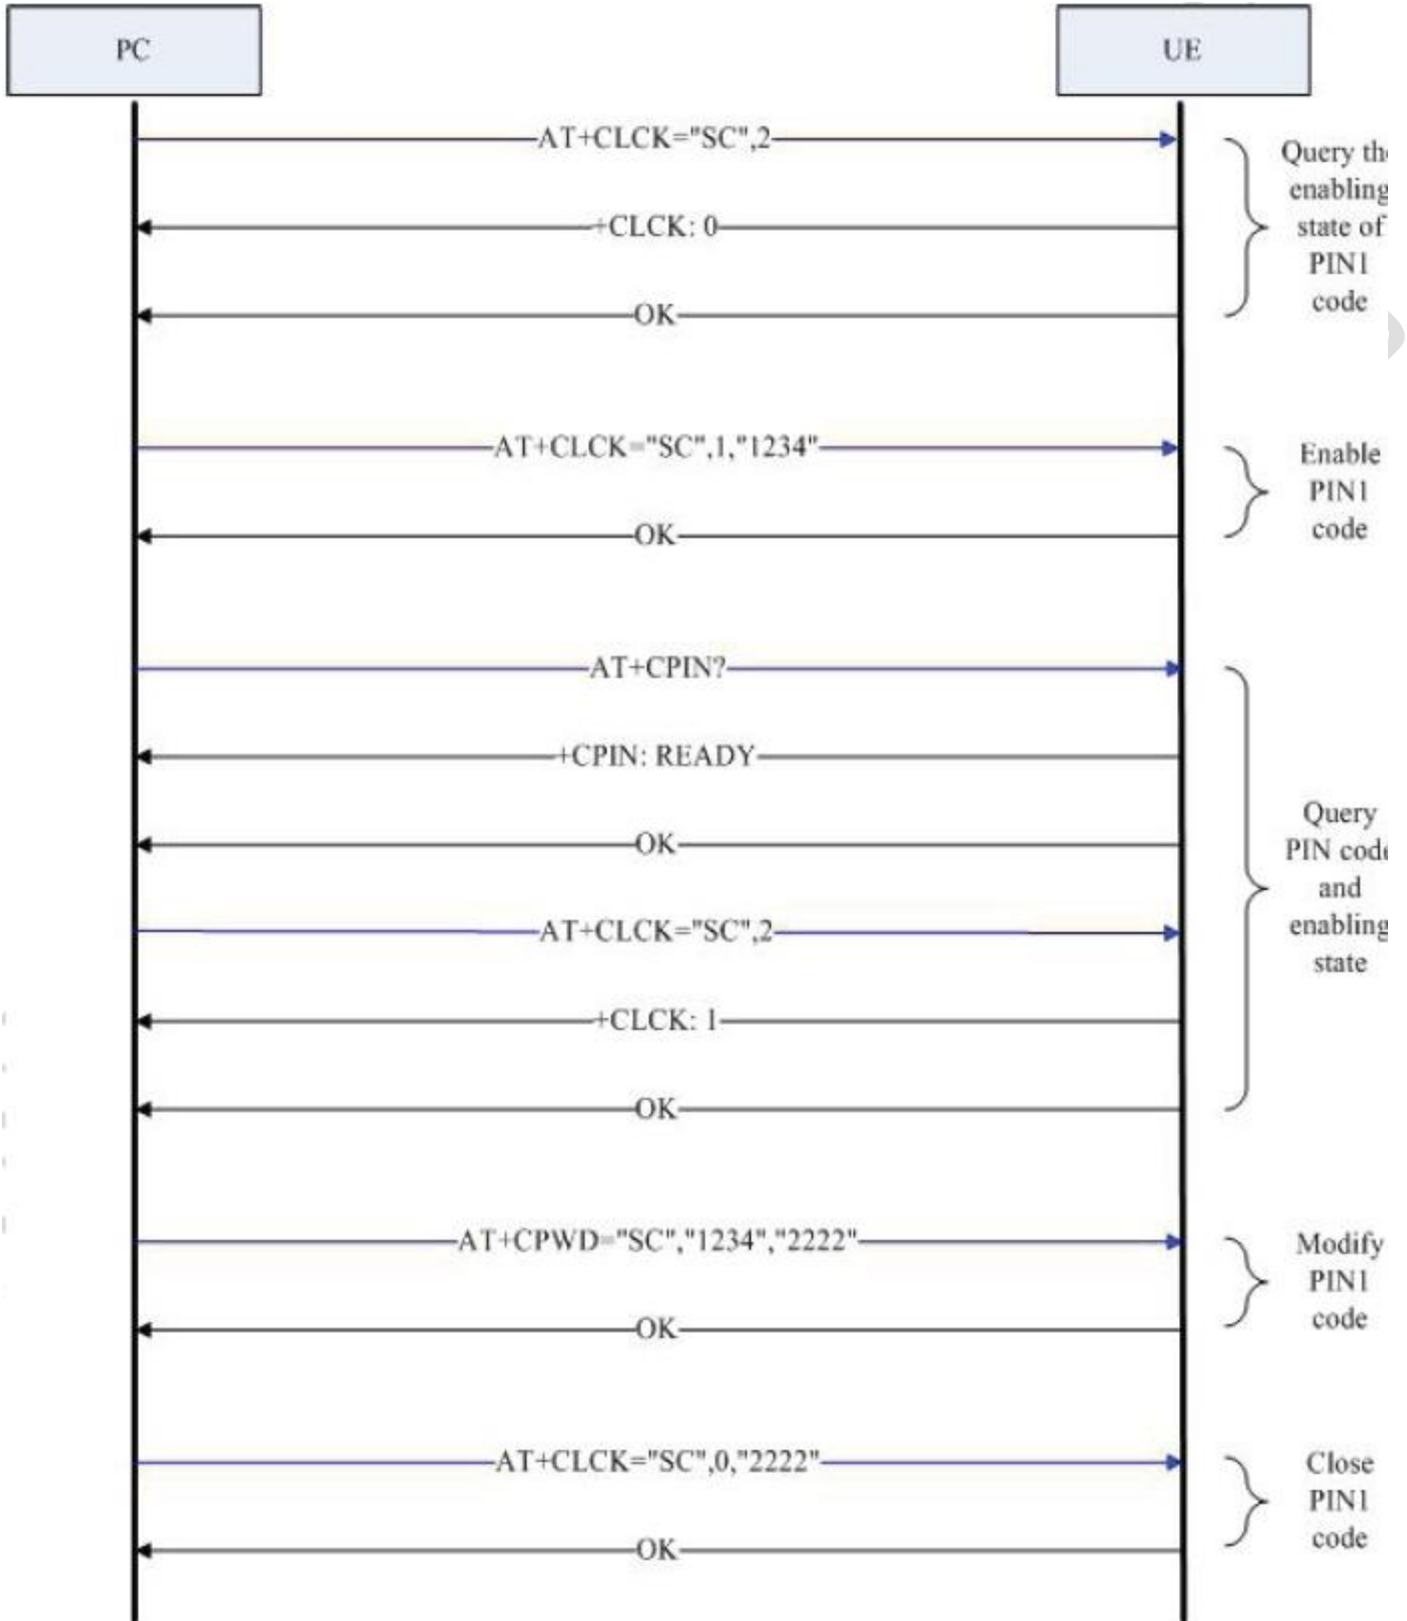 PC
UE
AT+CLCK="SC",2
+CLCK: 0
OK
Query the
enabling
state of
PIN1
code
AT+CLCK="SC",1,"1234"
OK
Enable
PIN1
code
AT+CPIN?
+CPIN: READY
OK
AT+CLCK="SC",2
+CLCK: 1
OK
Query
PIN code
and
enabling
state
AT+CPWD="SC","1234","2222"
OK
Modify
PIN1
code
AT+CLCK="SC",0,"2222"
OK
Close
PIN1
code